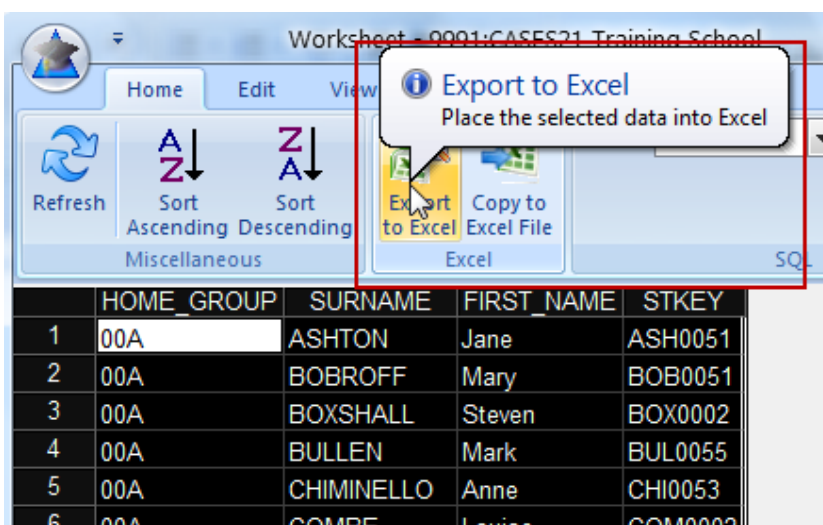 Worksheet - 9991:CASES21 Training School
Home Edit View
Export to Excel
Place the selected data into Excel
A Z
Z A
Refresh Sort Ascending Sort Descending Export to Excel Copy to Excel File
Miscellaneous Excel SQL
HOME_GROUP SURNAME FIRST_NAME STKEY
1 00A ASHTON Jane ASH0051
2 00A BOBROFF Mary BOB0051
3 00A BOXSHALL Steven BOX0002
4 00A BULLEN Mark BUL0055
5 00A CHIMINELLO Anne CHI0053
6 00A